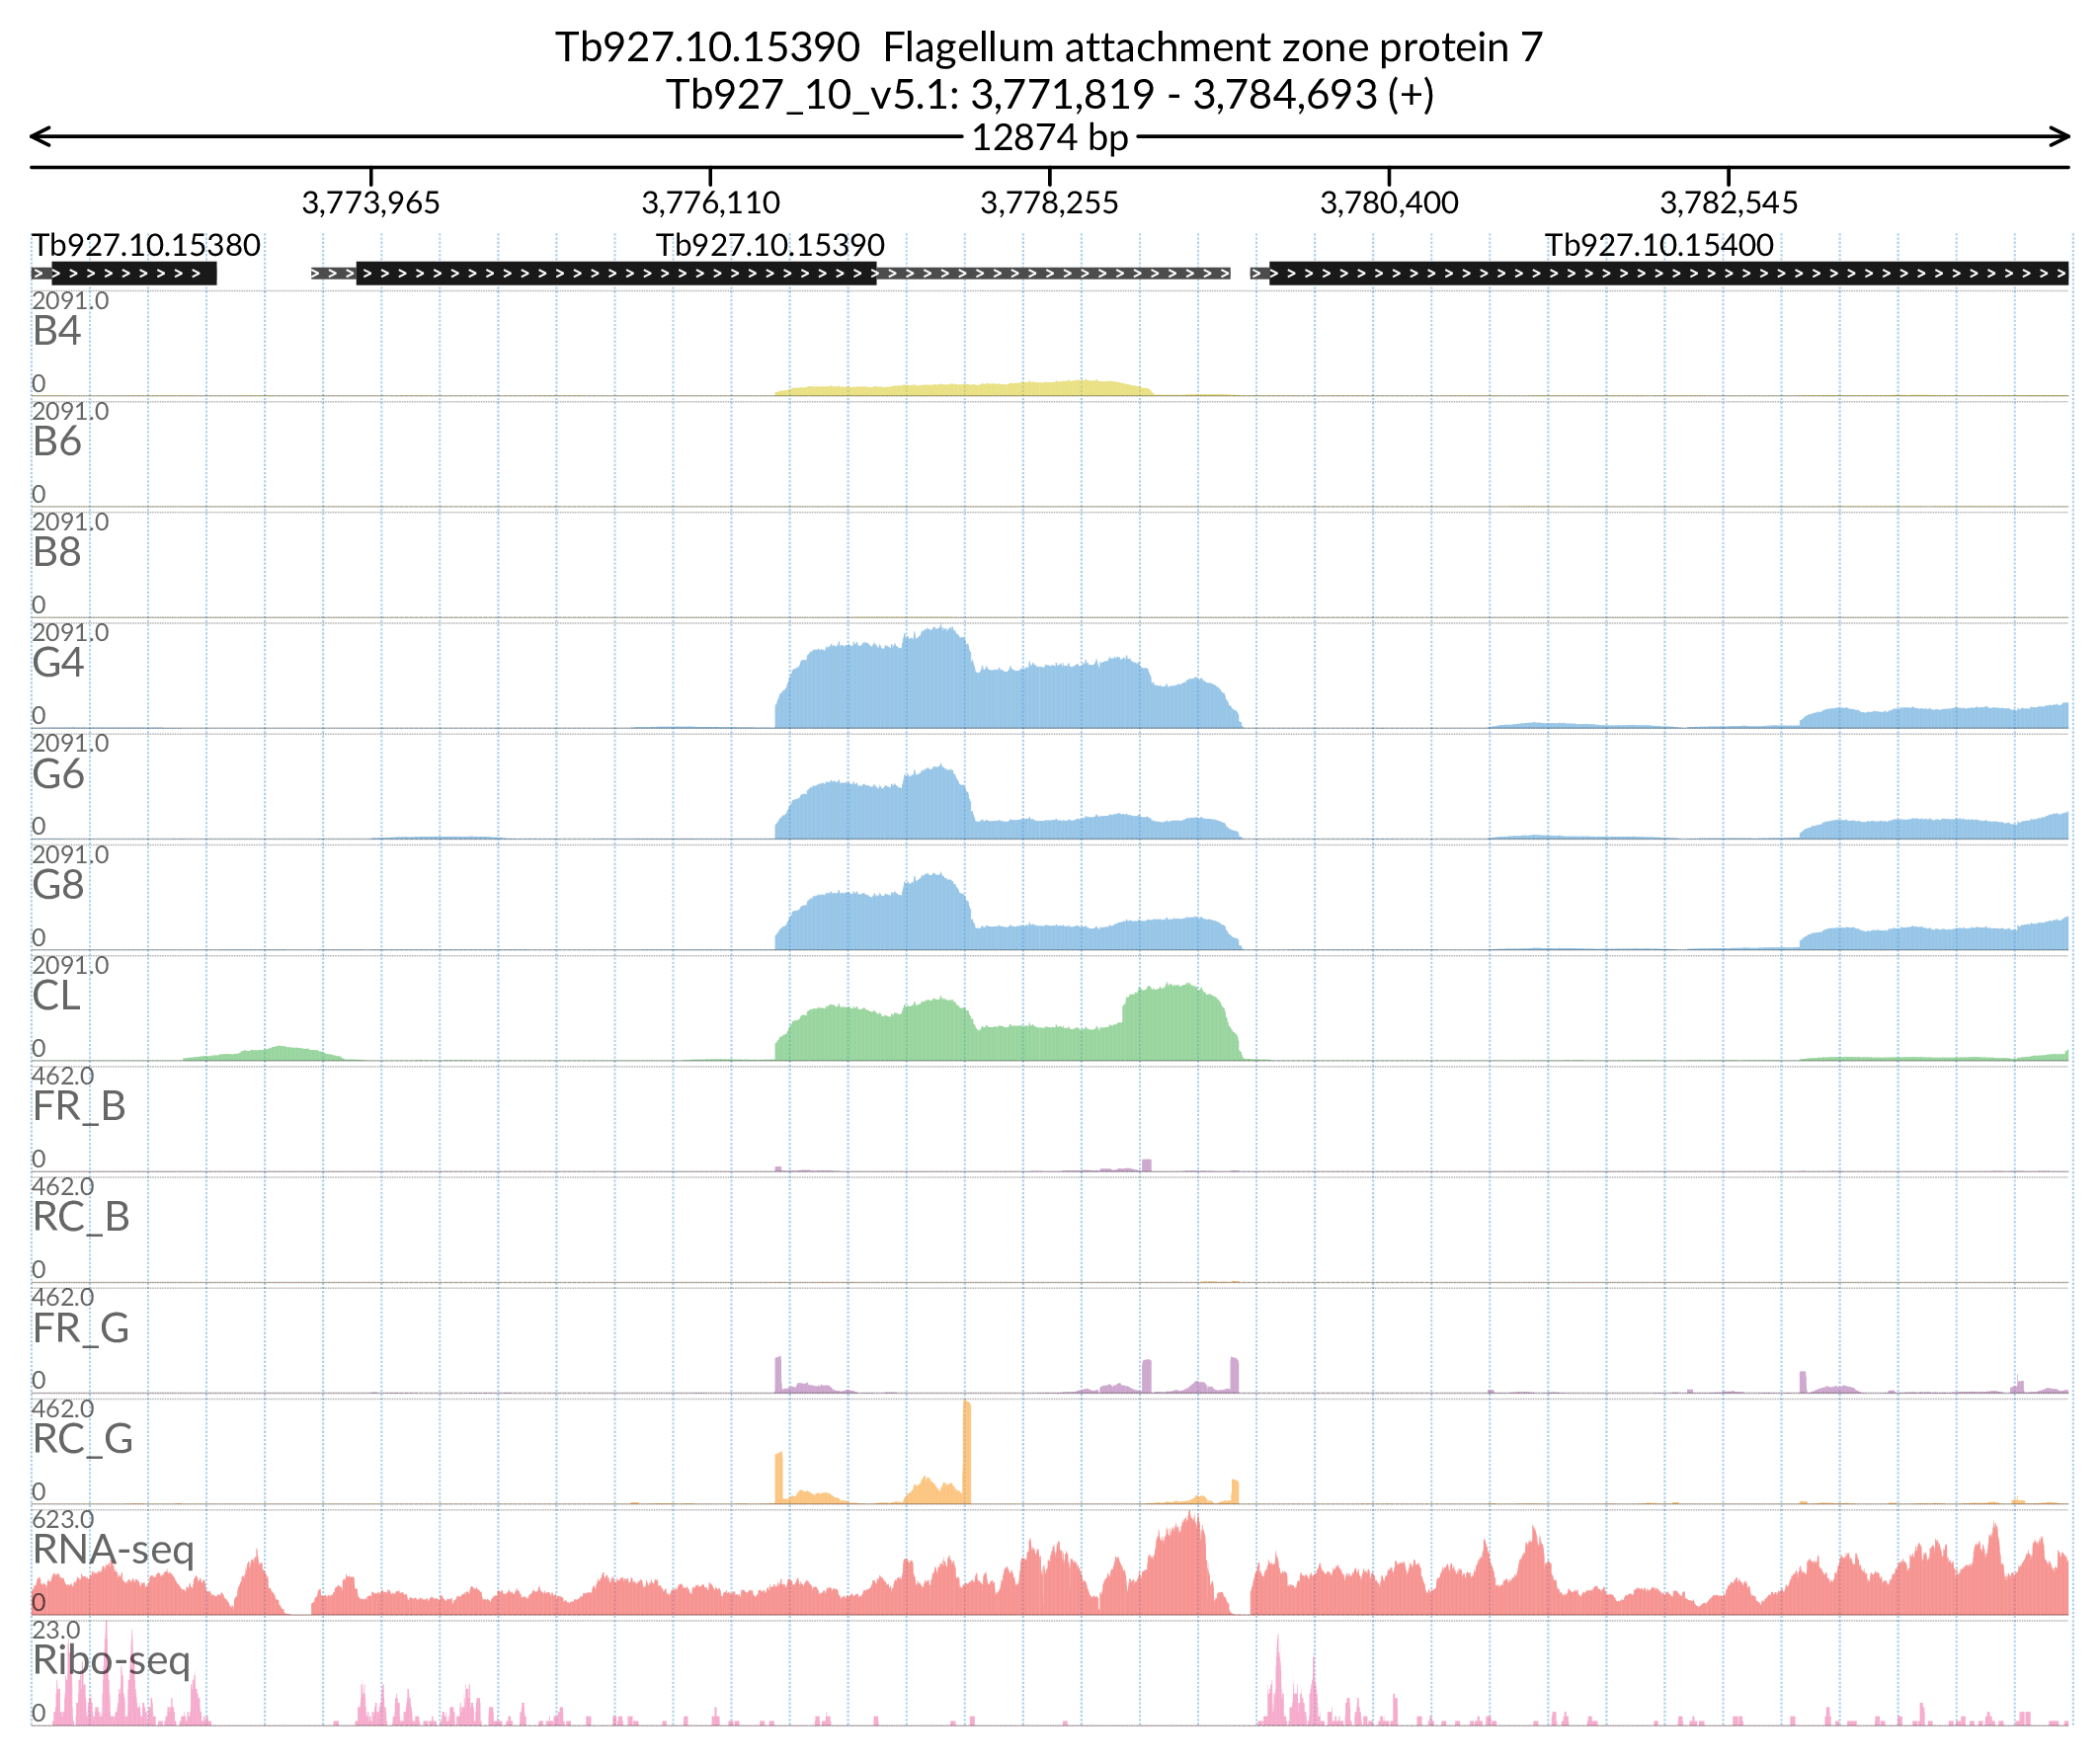 Tb927.10.15390  Flagellum attachment zone protein 7
Tb927_10_v5.1: 3,771,819 - 3,784,693 (+)
12874 bp
3,773,965 3,776,110 3,778,255 3,780,400 3,782,545
Tb927.10.15380 Tb927.10.15390 Tb927.10.15400
2091.0
B4
0
2091.0
B6
0
2091.0
B8
0
2091.0
G4
0
2091.0
G6
0
2091.0
G8
0
2091.0
CL
0
462.0
FR_B
0
462.0
RC_B
0
462.0
FR_G
0
462.0
RC_G
0
623.0
RNA-seq
0
23.0
Ribo-seq
0